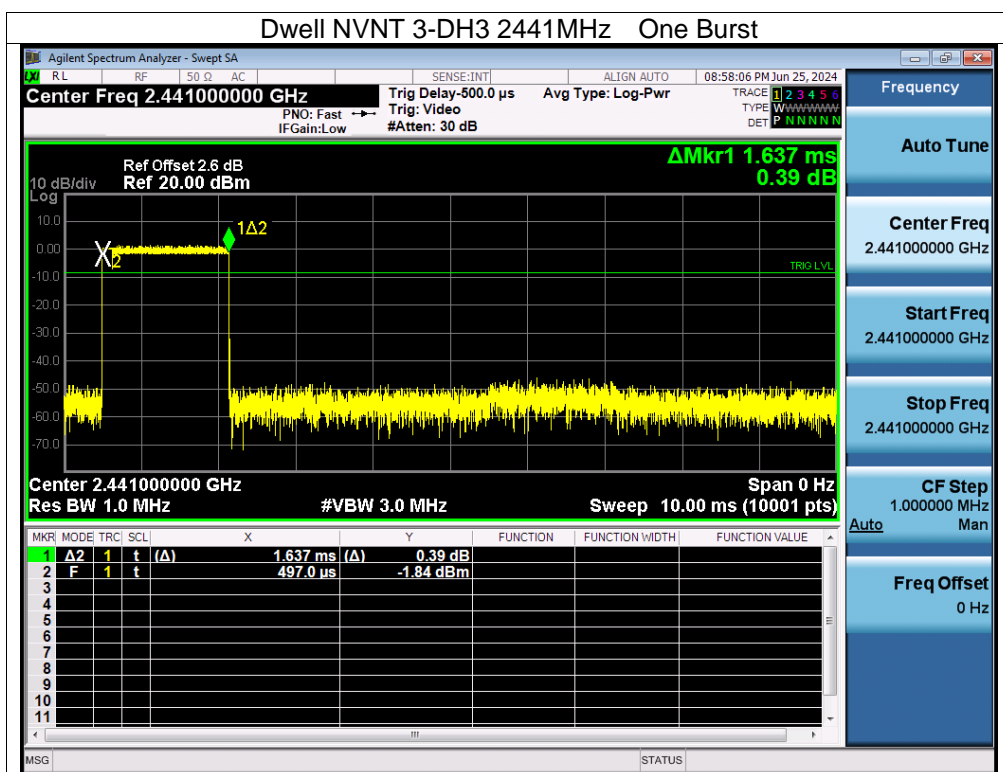 Dwell NVNT 3-DH3 2441MHz One Burst
Agilent Spectrum Analyzer - Swept SA
LXI RL RF 50 Ω AC SENSE:INT ALIGN AUTO 08:58:06 PM Jun 25, 2024
Center Freq 2.441000000 GHz Trig Delay-500.0 µs Avg Type: Log-Pwr TRACE 1 2 3 4 5 6
PNO: Fast Trig: Video TYPE WWWWWW
IFGain:Low #Atten: 30 dB DET P N N N N N
ΔMkr1 1.637 ms
0.39 dB
Ref Offset 2.6 dB
10 dB/div Ref 20.00 dBm
Log
10.0
0.00
-10.0
-20.0
-30.0
-40.0
-50.0
-60.0
-70.0
1Δ2
2
TRIG LVL
Center 2.441000000 GHz Span 0 Hz
Res BW 1.0 MHz #VBW 3.0 MHz Sweep 10.00 ms (10001 pts)
MKR MODE TRC SCL X Y FUNCTION FUNCTION WIDTH FUNCTION VALUE
1 Δ2 1 t (Δ) 1.637 ms (Δ) 0.39 dB
2 F 1 t 497.0 µs -1.84 dBm
3
4
5
6
7
8
9
10
11
MSG STATUS
Frequency
Auto Tune
Center Freq
2.441000000 GHz
Start Freq
2.441000000 GHz
Stop Freq
2.441000000 GHz
CF Step
1.000000 MHz
Auto Man
Freq Offset
0 Hz